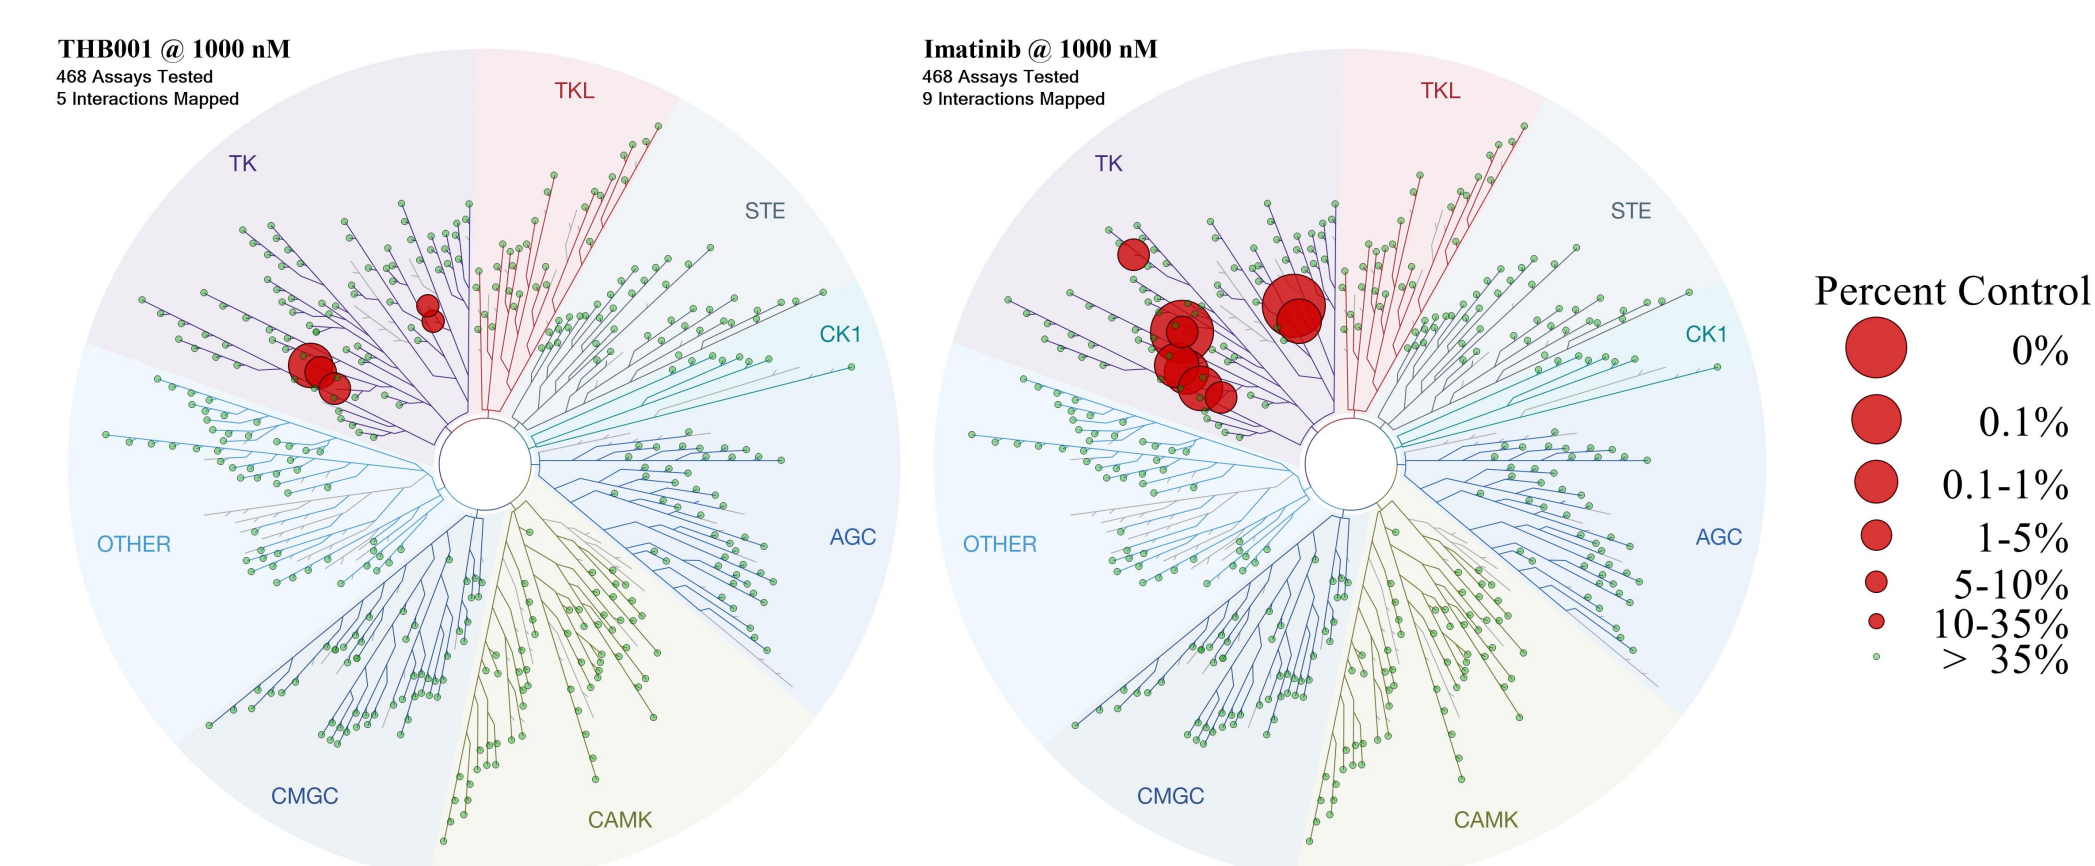 THB001 @ 1000 nM
468 Assays Tested
5 Interactions Mapped
TKL
TK
STE
CK1
AGC
OTHER
CMGC
CAMK
Imatinib @ 1000 nM
468 Assays Tested
9 Interactions Mapped
TKL
TK
STE
CK1
AGC
OTHER
CMGC
CAMK
Percent Control
0%
0.1%
0.1-1%
1-5%
5-10%
10-35%
> 35%